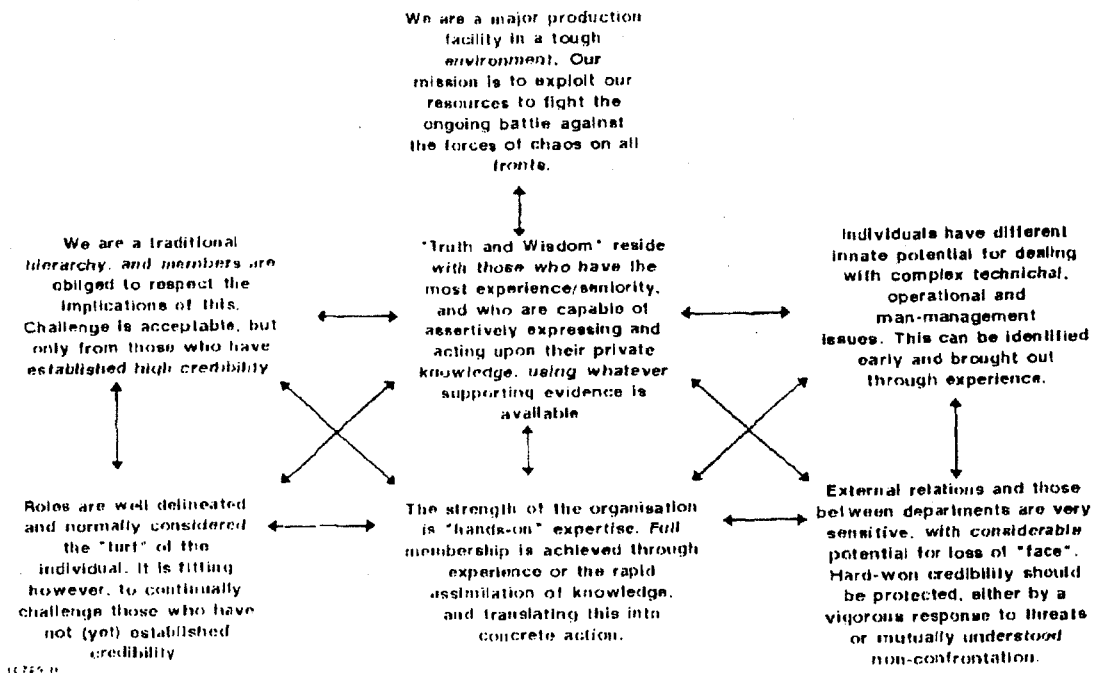 We are a major production
facility in a tough
environment. Our
mission is to exploit our
resources to fight the
ongoing battle against
the forces of chaos on all
fronts.
We are a traditional
hierarchy, and members are
obliged to respect the
implications of this.
Challenge is acceptable, but
only from those who have
established high credibility
"Truth and Wisdom" reside
with those who have the
most experience/seniority,
and who are capable of
assertively expressing and
acting upon their private
knowledge, using whatever
supporting evidence is
available
Individuals have different
innate potential for dealing
with complex technichal,
operational and
man-management
issues. This can be identified
early and brought out
through experience.
Roles are well delineated
and normally considered
the "turf" of the
individual. It is fitting
however, to continually
challenge those who have
not (yet) established
credibility
The strength of the organisation
is "hands-on" expertise. Full
membership is achieved through
experience or the rapid
assimilation of knowledge,
and translating this into
concrete action.
External relations and those
between departments are very
sensitive, with considerable
potential for loss of "face".
Hard-won credibility should
be protected, either by a
vigorous response to threats
or mutually understood
non-confrontation.